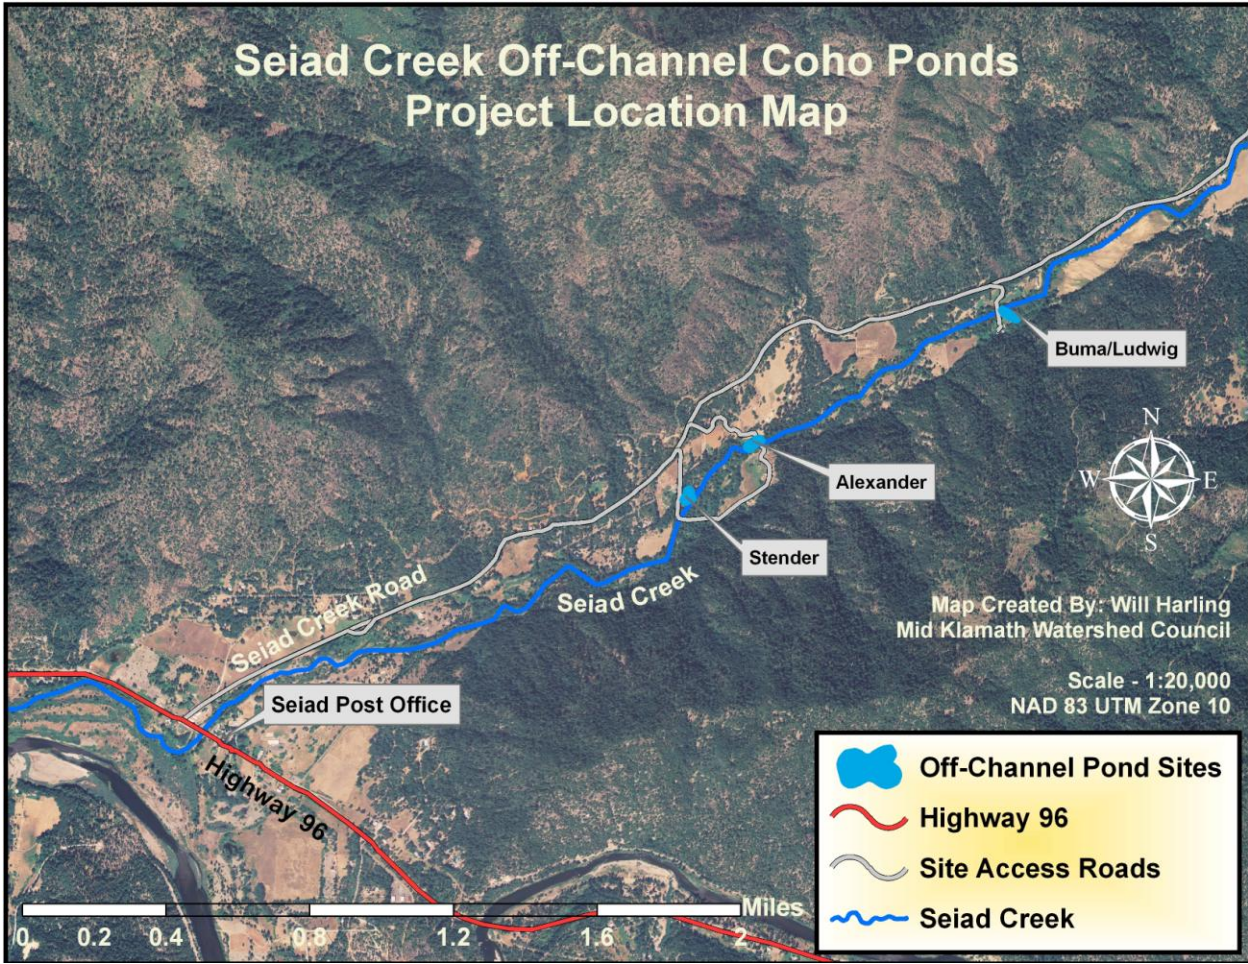 Seiad Creek Off-Channel Coho Ponds
Project Location Map
Buma/Ludwig
N
W E
S
Alexander
Stender
Seiad Creek
Seiad Creek Road
Map Created By: Will Harling
Mid Klamath Watershed Council
Scale - 1:20,000
NAD 83 UTM Zone 10
Seiad Post Office
Highway 96
Off-Channel Pond Sites
Highway 96
Site Access Roads
Seiad Creek
Miles
0 0.2 0.4 0.8 1.2 1.6 2